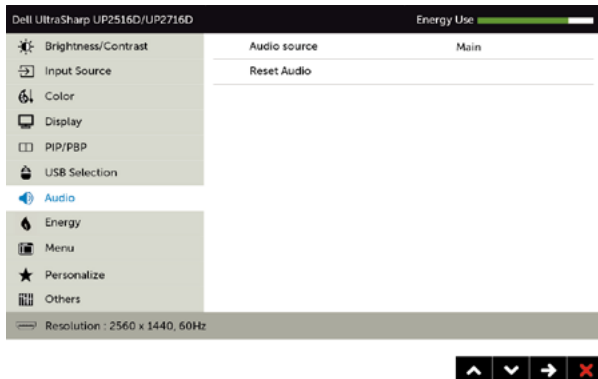 Dell UltraSharp UP2516D/UP2716D Energy Use
Brightness/Contrast Audio source Main
Input Source Reset Audio
Color
Display
PIP/PBP
USB Selection
Audio
Energy
Menu
Personalize
Others
Resolution : 2560 x 1440, 60Hz